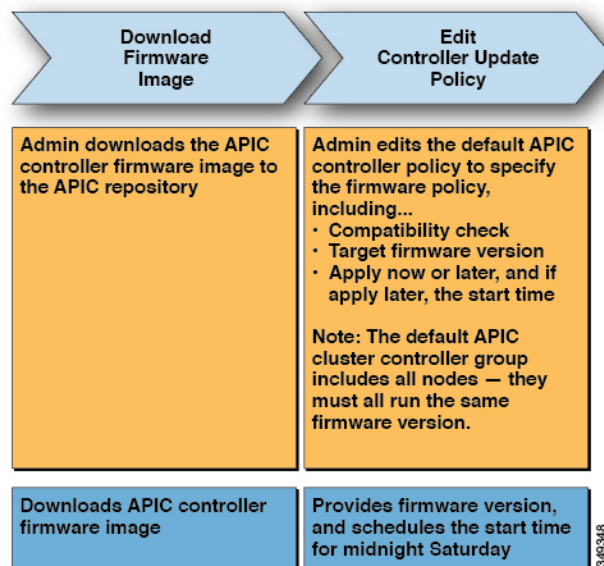 Download
Firmware
Image
Edit
Controller Update
Policy
Admin downloads the APIC
controller firmware image to
the APIC repository
Admin edits the default APIC
controller policy to specify
the firmware policy,
including...
· Compatibility check
· Target firmware version
· Apply now or later, and if
apply later, the start time
Note: The default APIC
cluster controller group
includes all nodes — they
must all run the same
firmware version.
Downloads APIC controller
firmware image
Provides firmware version,
and schedules the start time
for midnight Saturday
349348